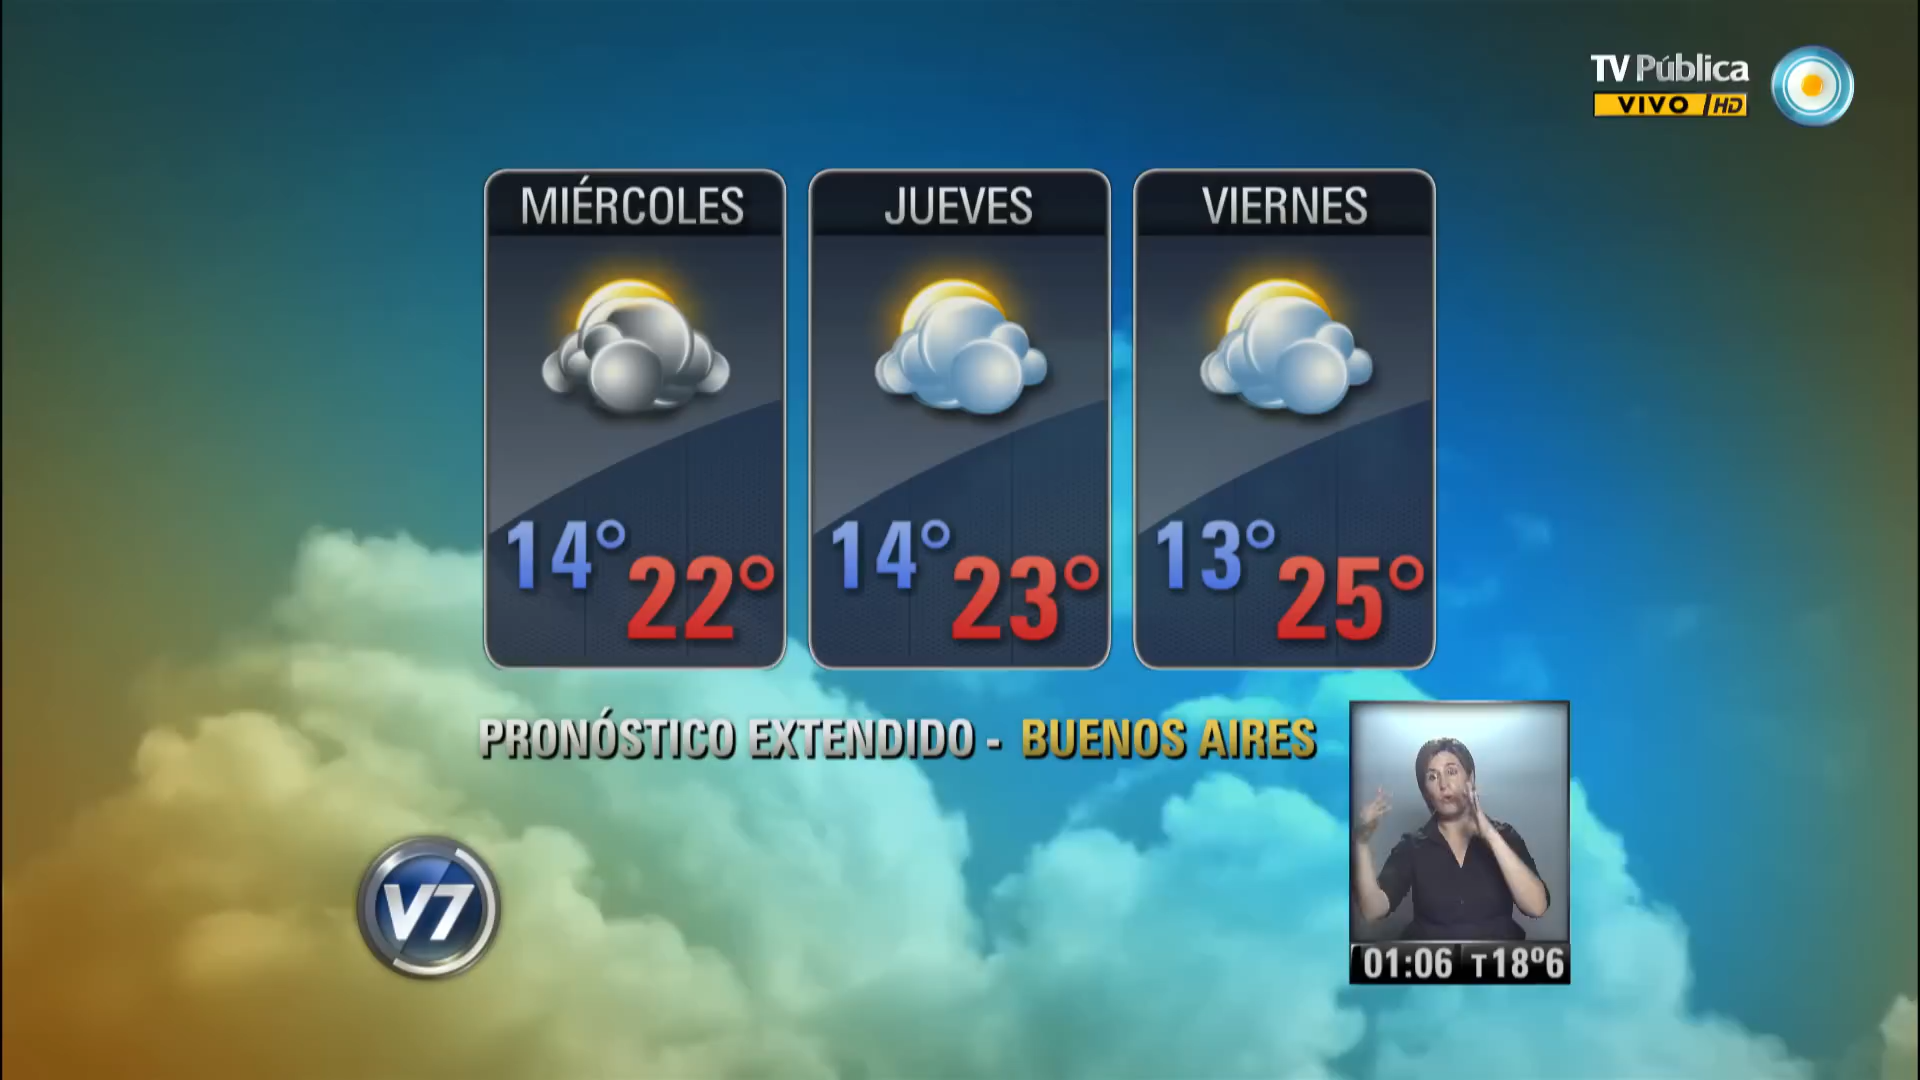 TV Pública
VIVO HD
MIÉRCOLES
JUEVES
VIERNES
14° 22°
14° 23°
13° 25°
PRONÓSTICO EXTENDIDO - BUENOS AIRES
V7
01:06 T 18º6